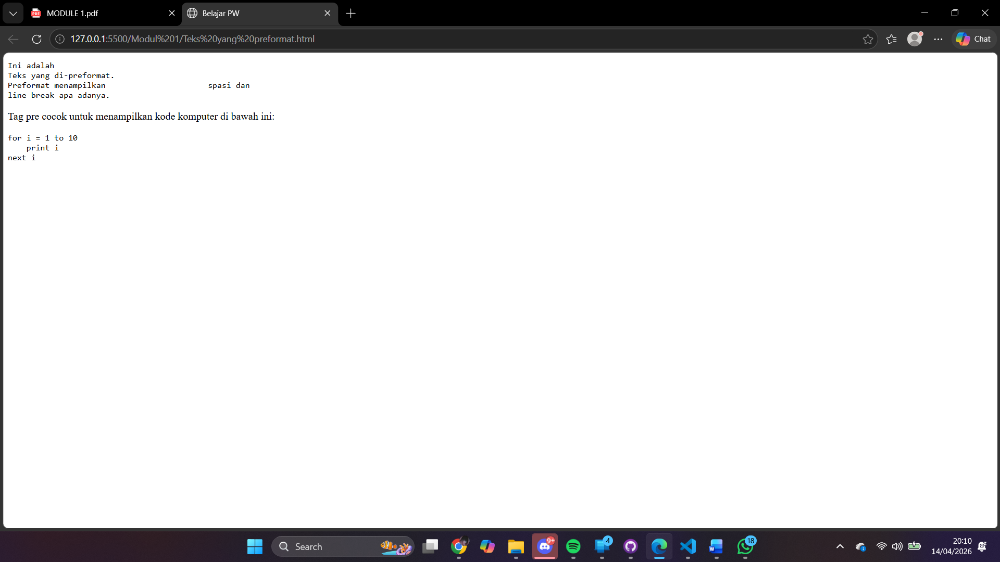 MODULE 1.pdf
Belajar PW
127.0.0.1:5500/Modul%201/Teks%20yang%20preformat.html
Chat
Ini adalah
Teks yang di-preformat.
Preformat menampilkan                      spasi dan
line break apa adanya.
Tag pre cocok untuk menampilkan kode komputer di bawah ini:
for i = 1 to 10
    print i
next i
Search
9+
4
18
20:10
14/04/2026